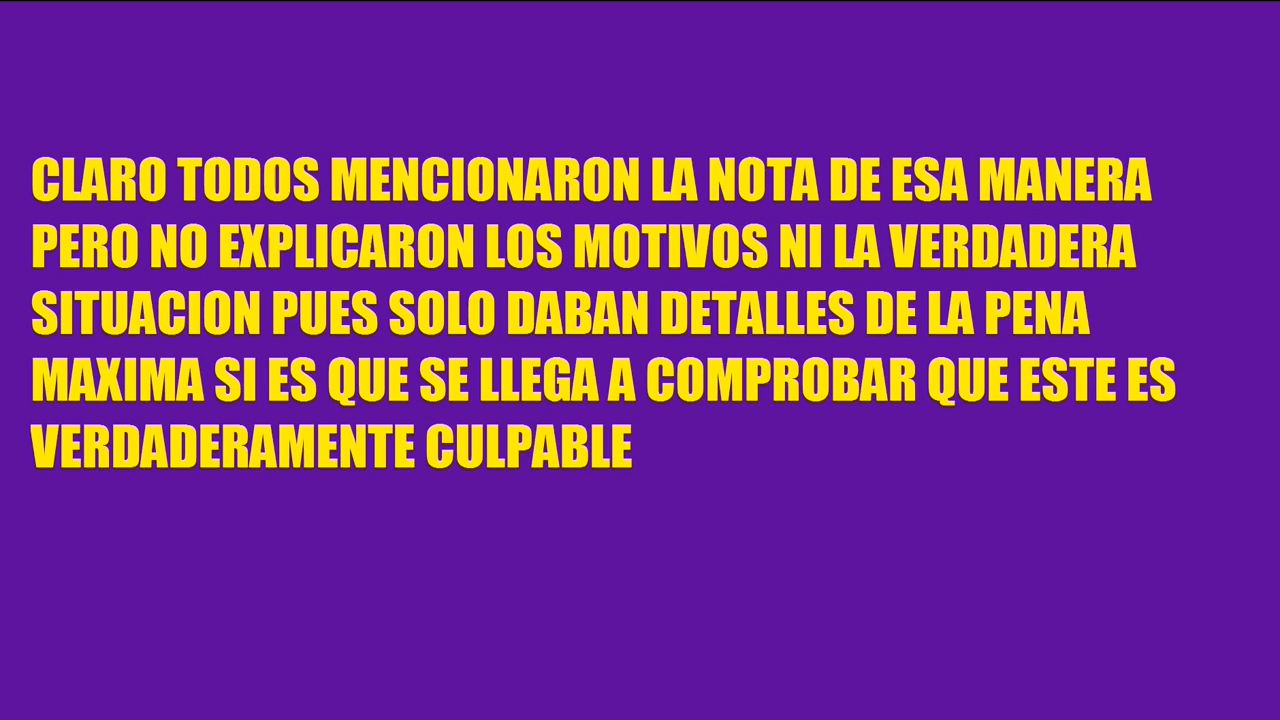 CLARO TODOS MENCIONARON LA NOTA DE ESA MANERA
PERO NO EXPLICARON LOS MOTIVOS NI LA VERDADERA
SITUACION PUES SOLO DABAN DETALLES DE LA PENA
MAXIMA SI ES QUE SE LLEGA A COMPROBAR QUE ESTE ES
VERDADERAMENTE CULPABLE